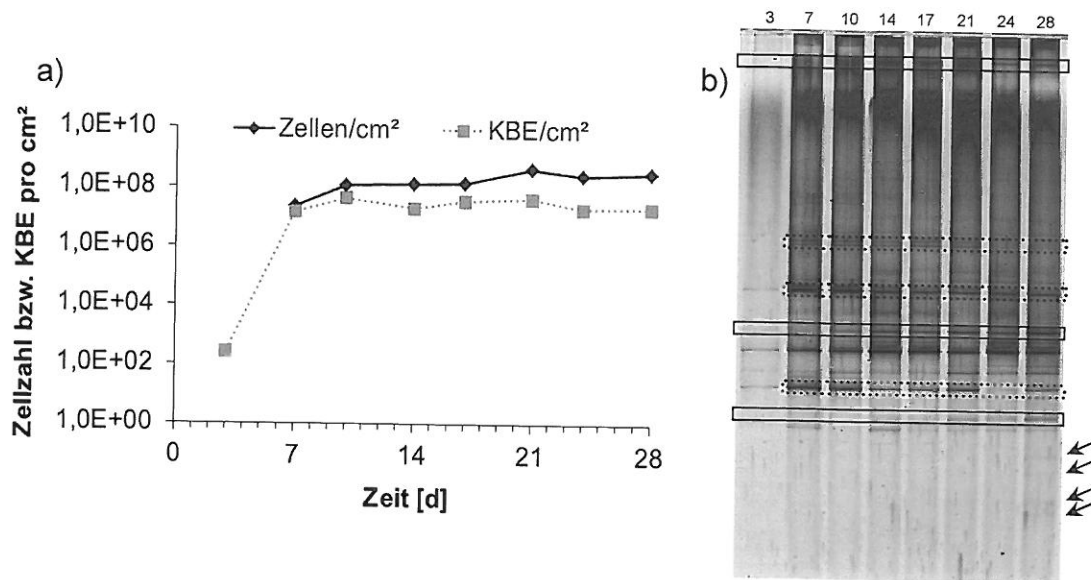 a)
Zellen/cm²
KBE/cm²
Zellzahl bzw. KBE pro cm²
1,0E+10
1,0E+08
1,0E+06
1,0E+04
1,0E+02
1,0E+00
0 7 14 21 28
Zeit [d]
b)
3 7 10 14 17 21 24 28